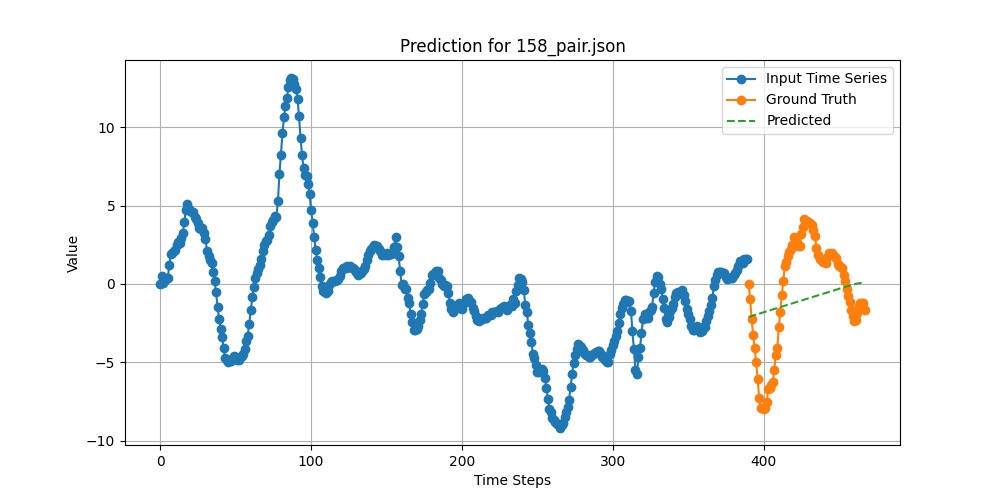 Prediction for 158_pair.json
Input Time Series
Ground Truth
Predicted
Value
10
5
0
−5
−10
0
100
200
300
400
Time Steps